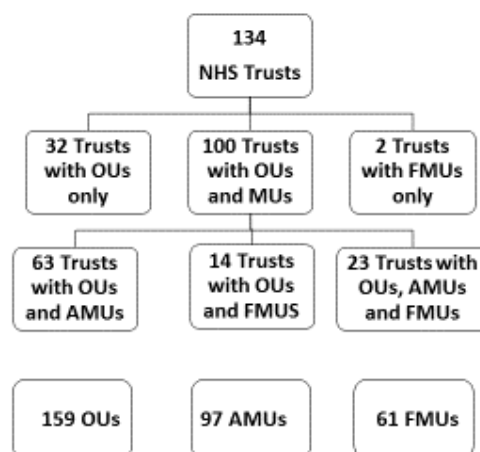 134
NHS Trusts
32 Trusts
with OUs
only
100 Trusts
with OUs
and MUs
2 Trusts
with FMUs
only
63 Trusts
with OUs
and AMUs
14 Trusts
with OUs
and FMUS
23 Trusts with
OUs, AMUs
and FMUs
159 OUs
97 AMUs
61 FMUs